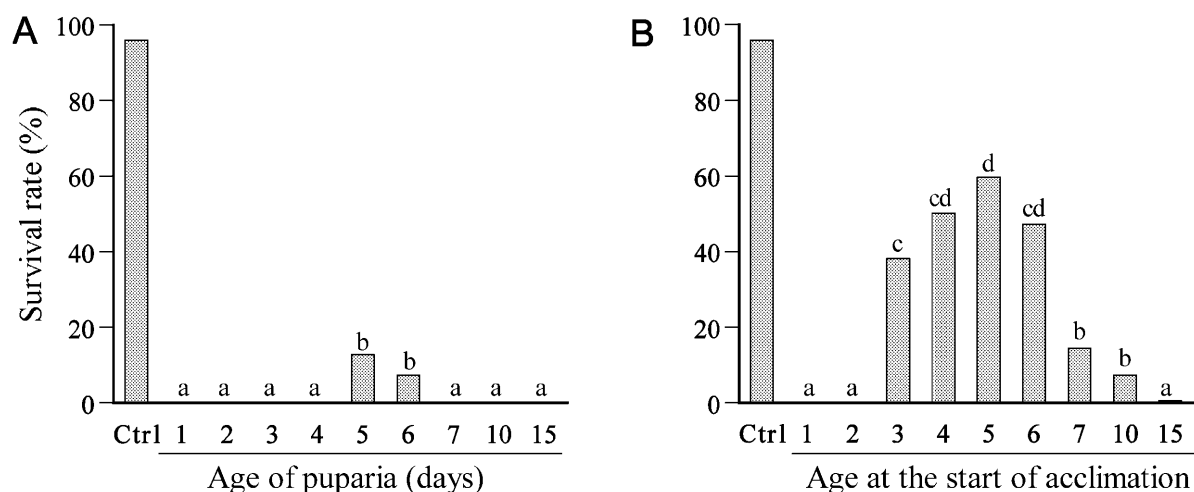 A
Survival rate (%)
100
80
60
40
20
0
a a a a b b a a a
Ctrl 1 2 3 4 5 6 7 10 15
Age of puparia (days)
B
100
80
60
40
20
0
a a c cd d cd b b a
Ctrl 1 2 3 4 5 6 7 10 15
Age at the start of acclimation